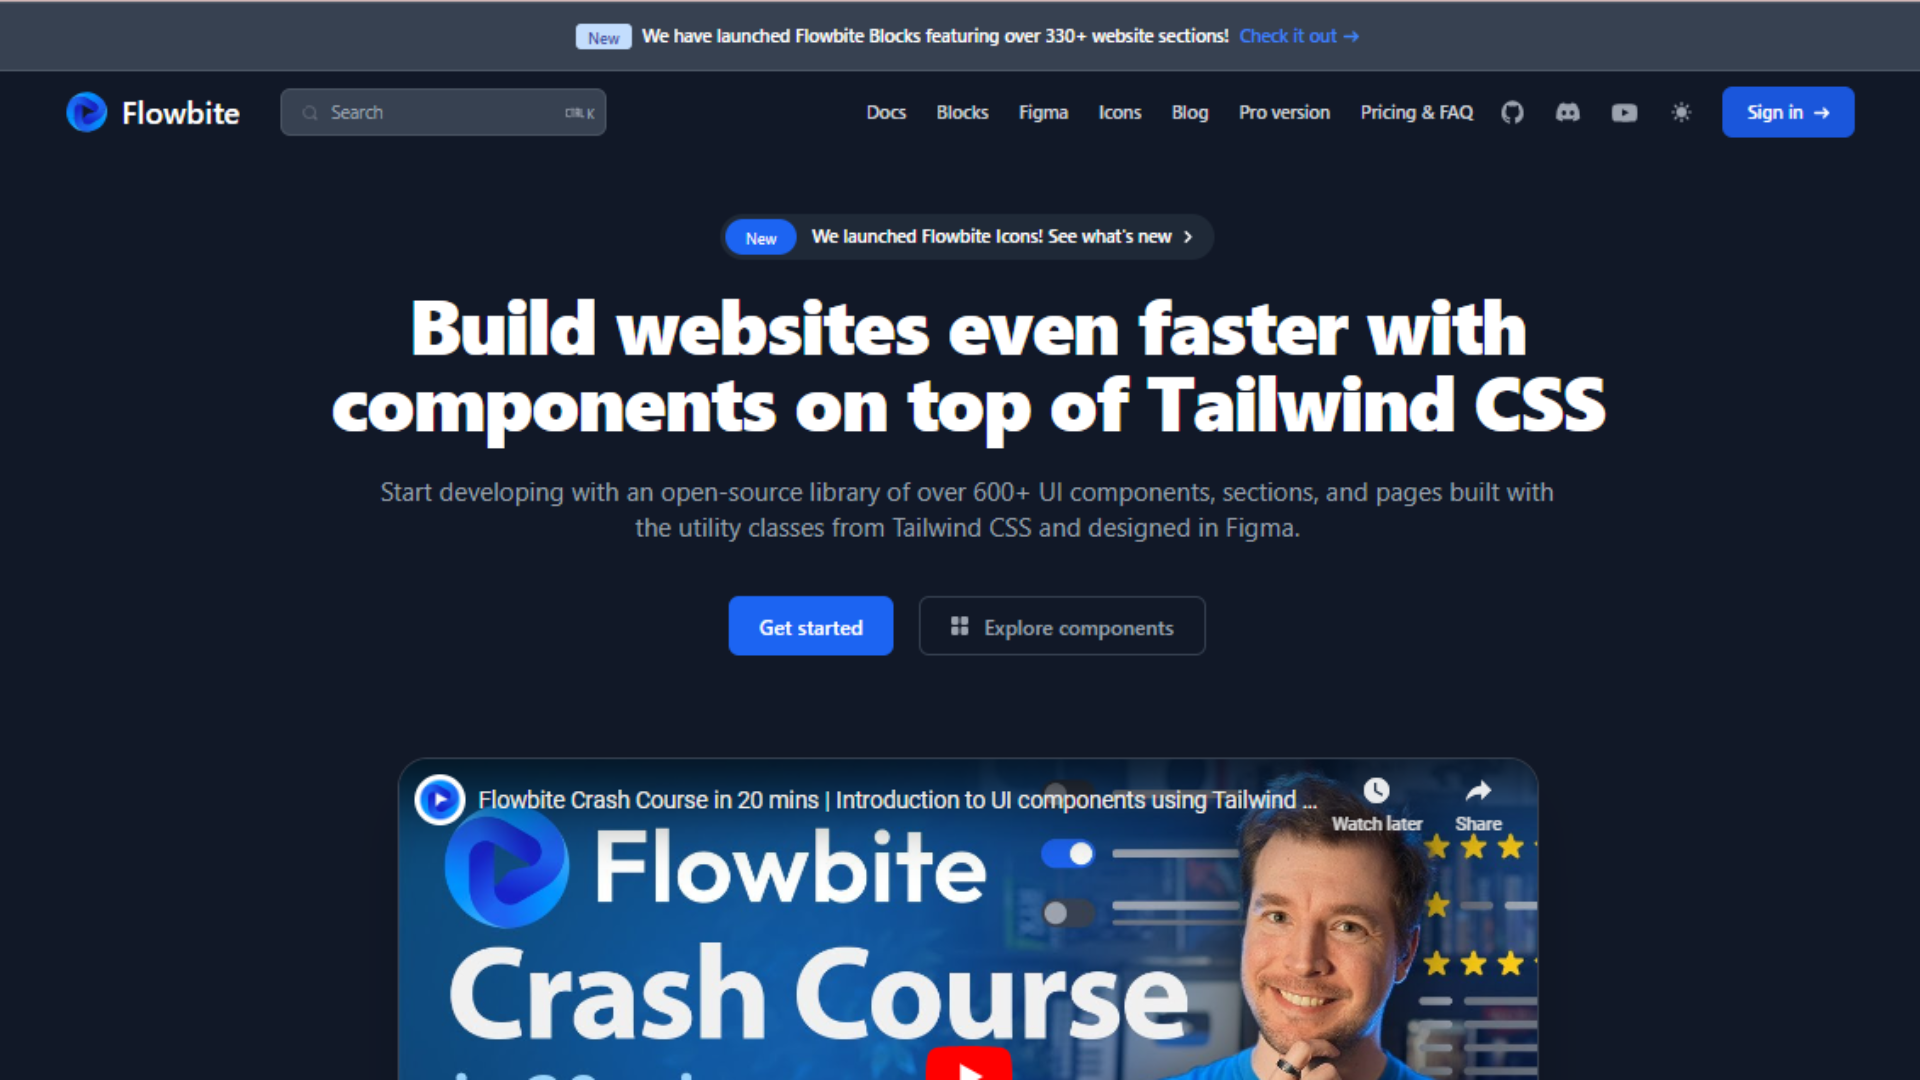 New We have launched Flowbite Blocks featuring over 330+ website sections! Check it out →
Flowbite
Search CTRL K
Docs Blocks Figma Icons Blog Pro version Pricing & FAQ Sign in →
New We launched Flowbite Icons! See what's new
Build websites even faster with
components on top of Tailwind CSS
Start developing with an open-source library of over 600+ UI components, sections, and pages built with
the utility classes from Tailwind CSS and designed in Figma.
Get started Explore components
Flowbite Crash Course in 20 mins | Introduction to UI components using Tailwind ...
Watch later Share
Flowbite
Crash Course